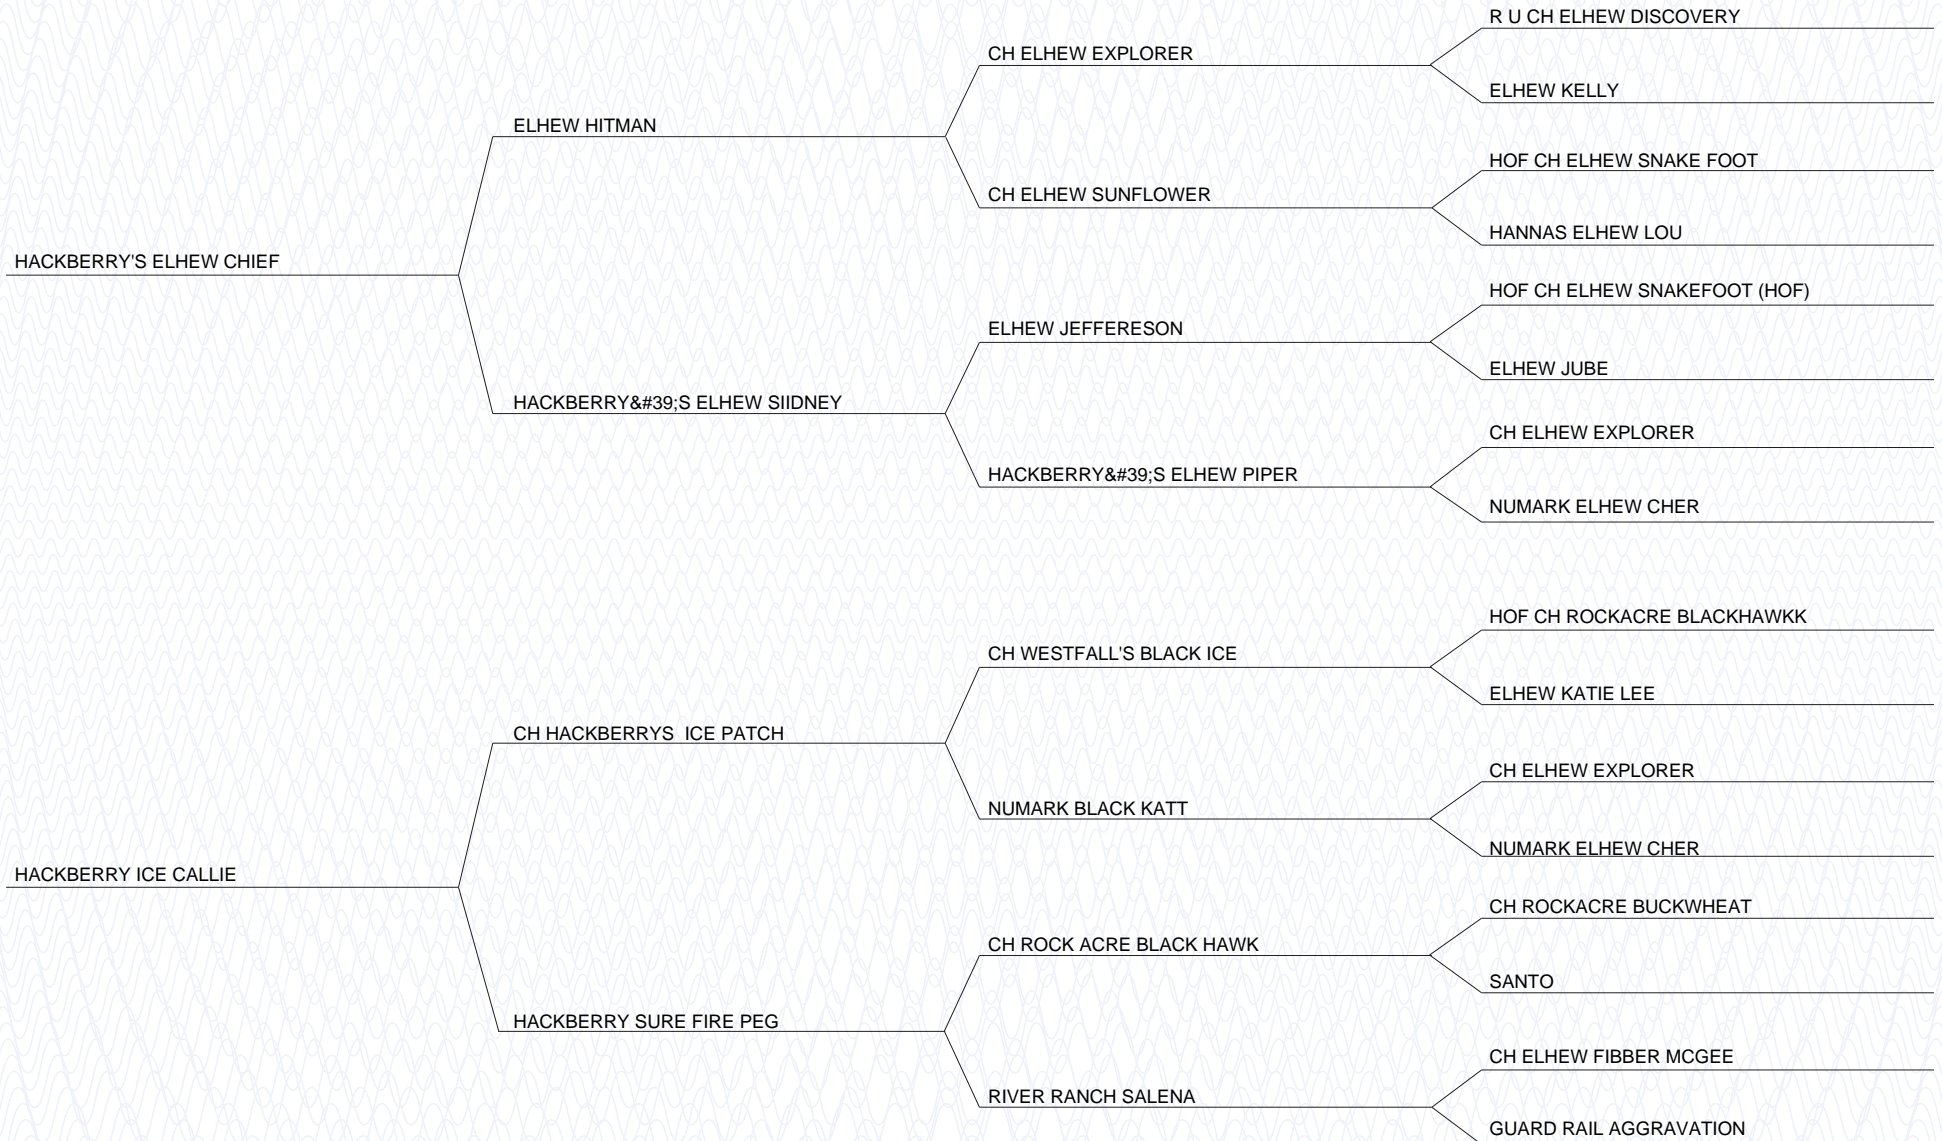 R U CH ELHEW DISCOVERY
CH ELHEW EXPLORER
ELHEW KELLY
ELHEW HITMAN
HOF CH ELHEW SNAKE FOOT
CH ELHEW SUNFLOWER
HANNAS ELHEW LOU
HACKBERRY'S ELHEW CHIEF
HOF CH ELHEW SNAKEFOOT (HOF)
ELHEW JEFFERESON
ELHEW JUBE
HACKBERRY&#39;S ELHEW SIIDNEY
CH ELHEW EXPLORER
HACKBERRY&#39;S ELHEW PIPER
NUMARK ELHEW CHER
HOF CH ROCKACRE BLACKHAWKK
CH WESTFALL'S BLACK ICE
ELHEW KATIE LEE
CH HACKBERRYS  ICE PATCH
CH ELHEW EXPLORER
NUMARK BLACK KATT
NUMARK ELHEW CHER
HACKBERRY ICE CALLIE
CH ROCKACRE BUCKWHEAT
CH ROCK ACRE BLACK HAWK
SANTO
HACKBERRY SURE FIRE PEG
CH ELHEW FIBBER MCGEE
RIVER RANCH SALENA
GUARD RAIL AGGRAVATION